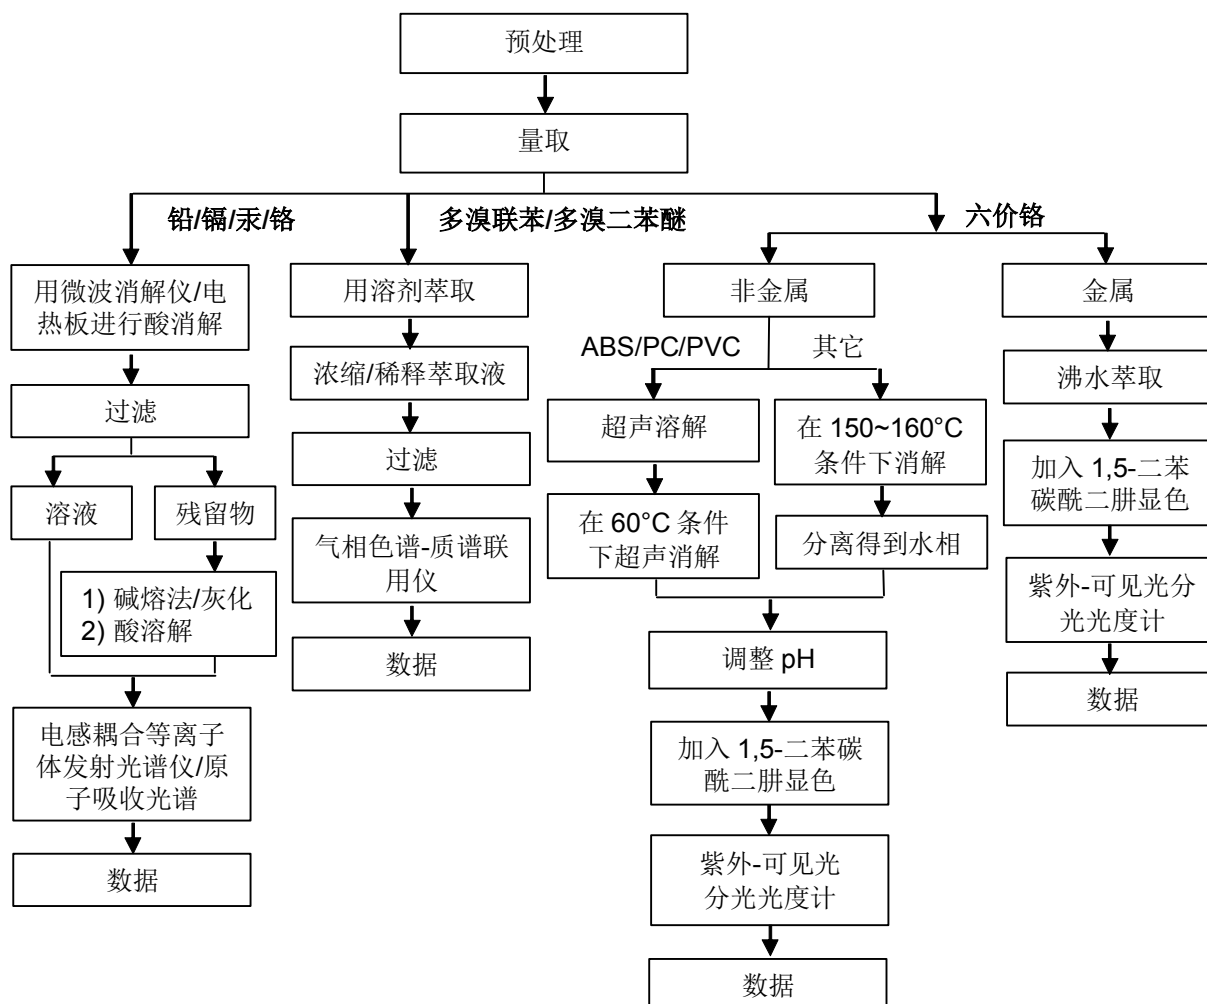 预处理
量取
铅/镉/汞/铬
多溴联苯/多溴二苯醚
六价铬
用微波消解仪/电
热板进行酸消解
过滤
溶液
残留物
1) 碱熔法/灰化
2) 酸溶解
电感耦合等离子
体发射光谱仪/原
子吸收光谱
数据
用溶剂萃取
浓缩/稀释萃取液
过滤
气相色谱-质谱联
用仪
数据
非金属
ABS/PC/PVC
其它
超声溶解
在 60°C 条件
下超声消解
在 150~160°C
条件下消解
分离得到水相
调整 pH
加入 1,5-二苯碳
酰二肼显色
紫外-可见光
分光光度计
数据
金属
沸水萃取
加入 1,5-二苯
碳酰二肼显色
紫外-可见光分
光光度计
数据